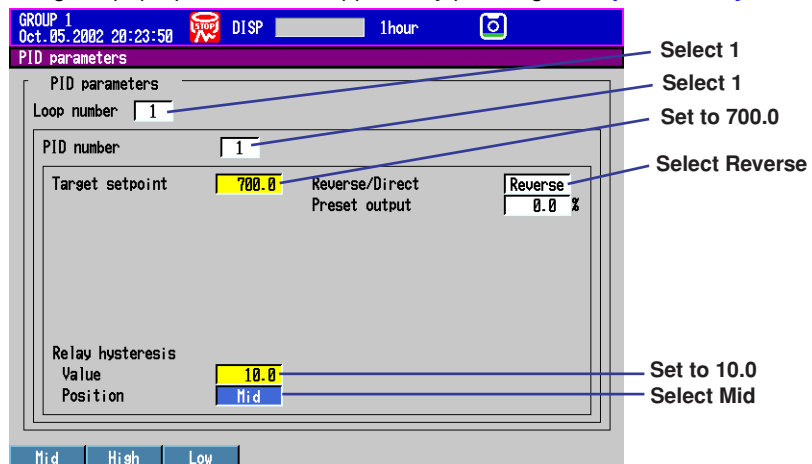 GROUP 1
Oct.05.2002 20:23:50 STOP DISP 1hour
PID parameters
PID parameters
Select 1
Loop number 1
Select 1
PID number 1
Set to 700.0
Target setpoint 700.0 Reverse/Direct Reverse
Select Reverse
Preset output 0.0 %
Relay hysteresis
Value 10.0
Set to 10.0
Position Mid
Select Mid
Mid High Low